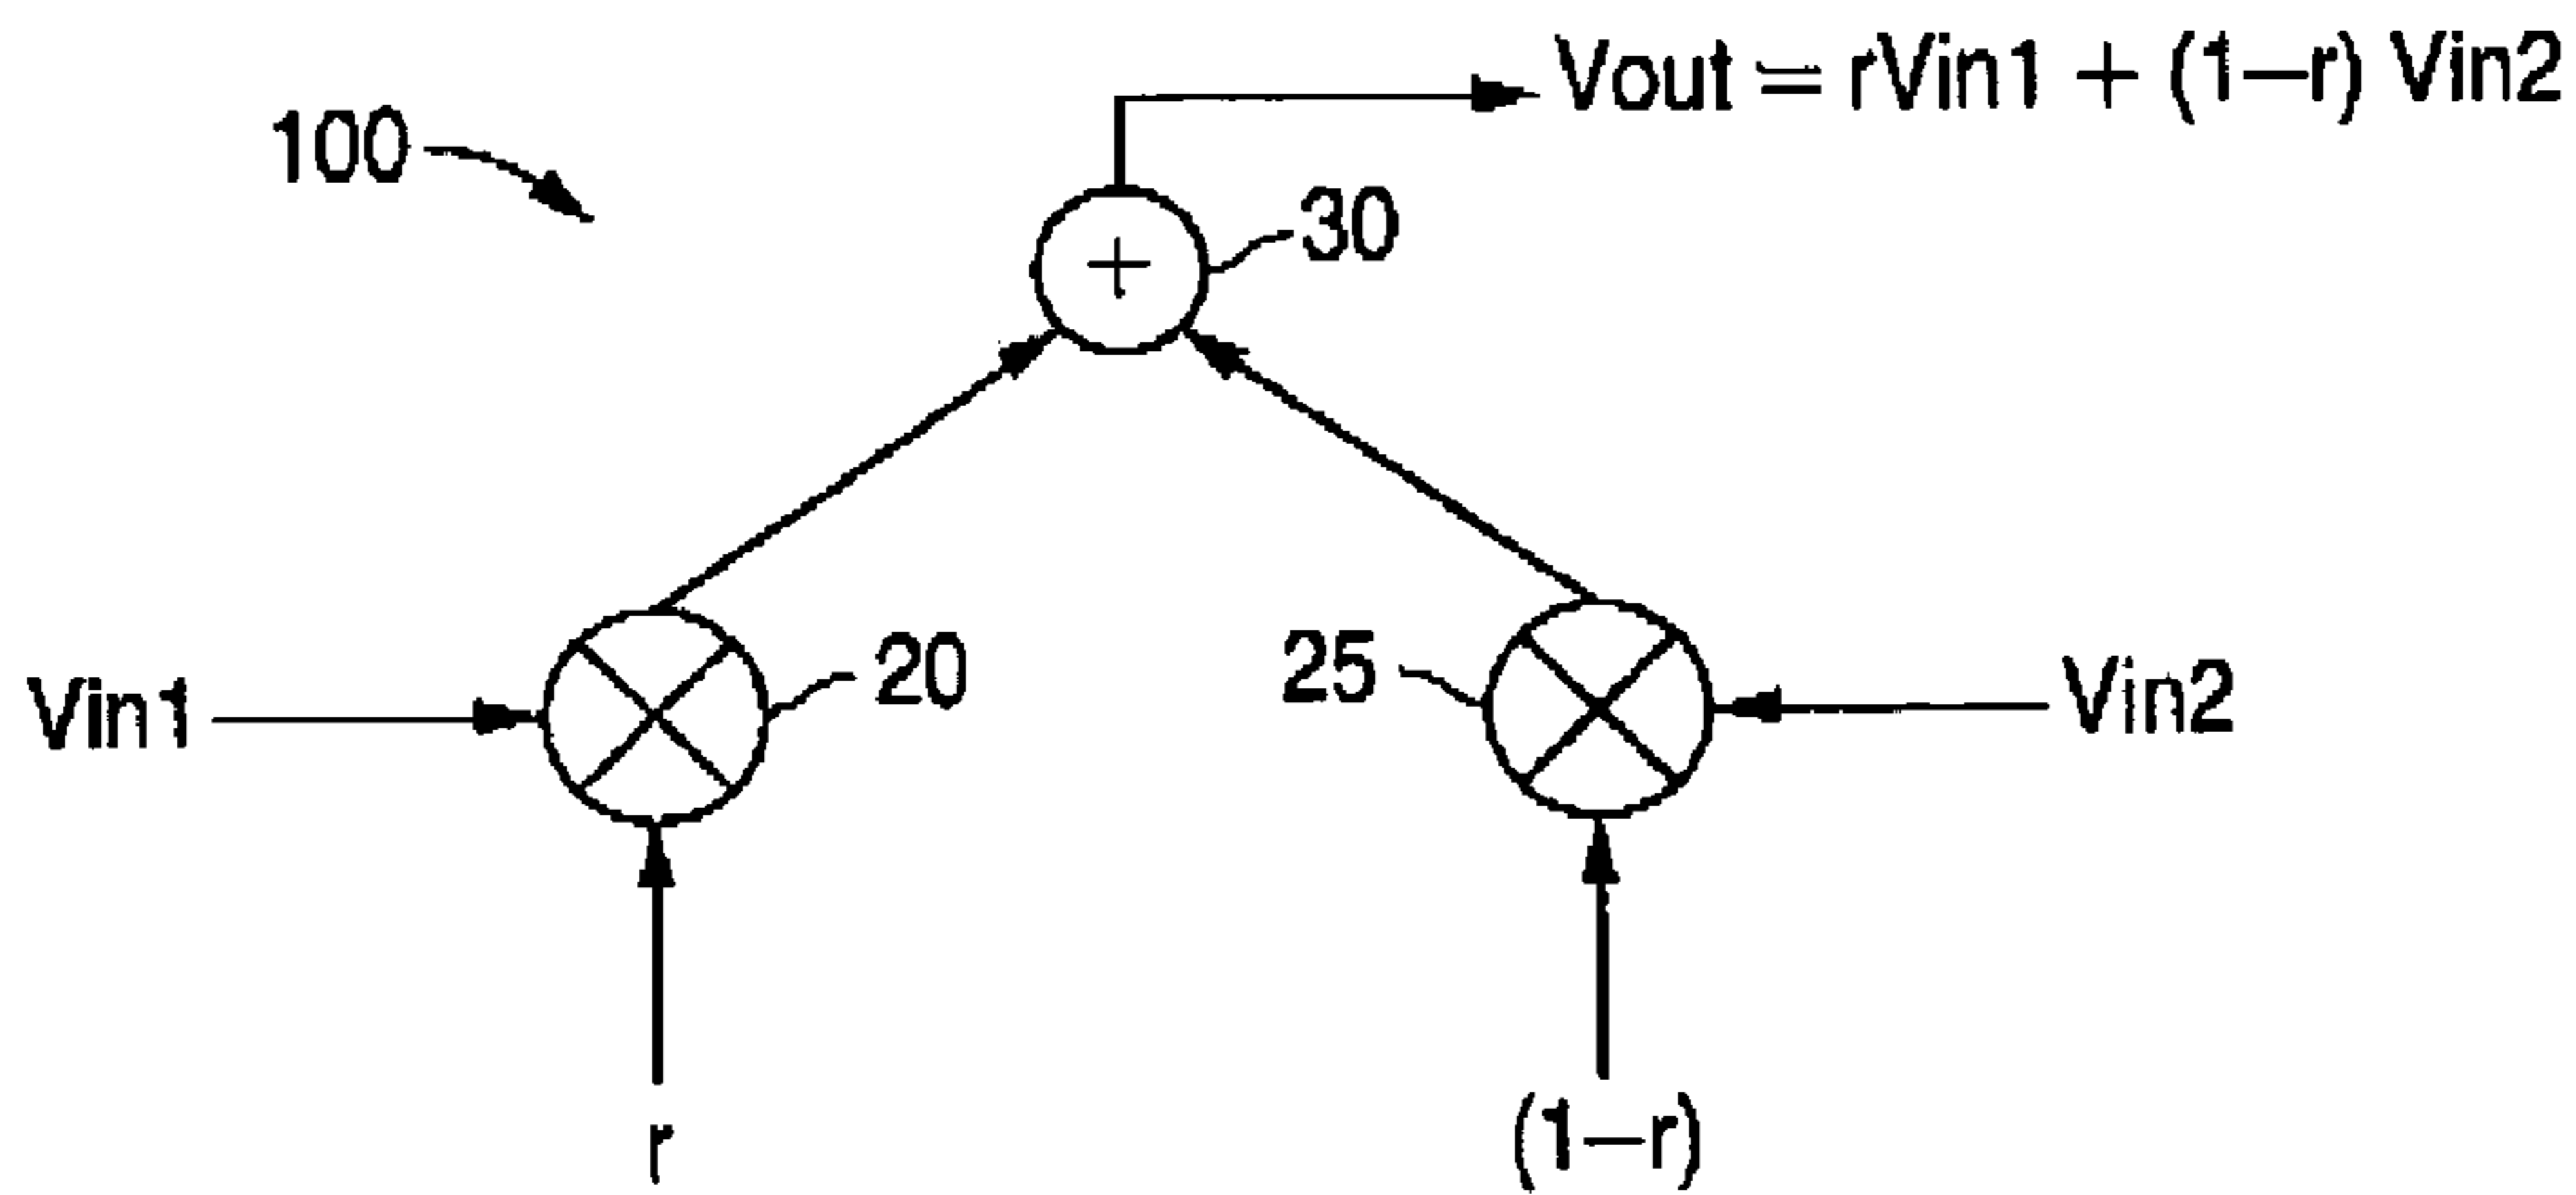 Vout = rVin1 + (1–r) Vin2
100
30
+
20
25
Vin1
Vin2
r
(1–r)